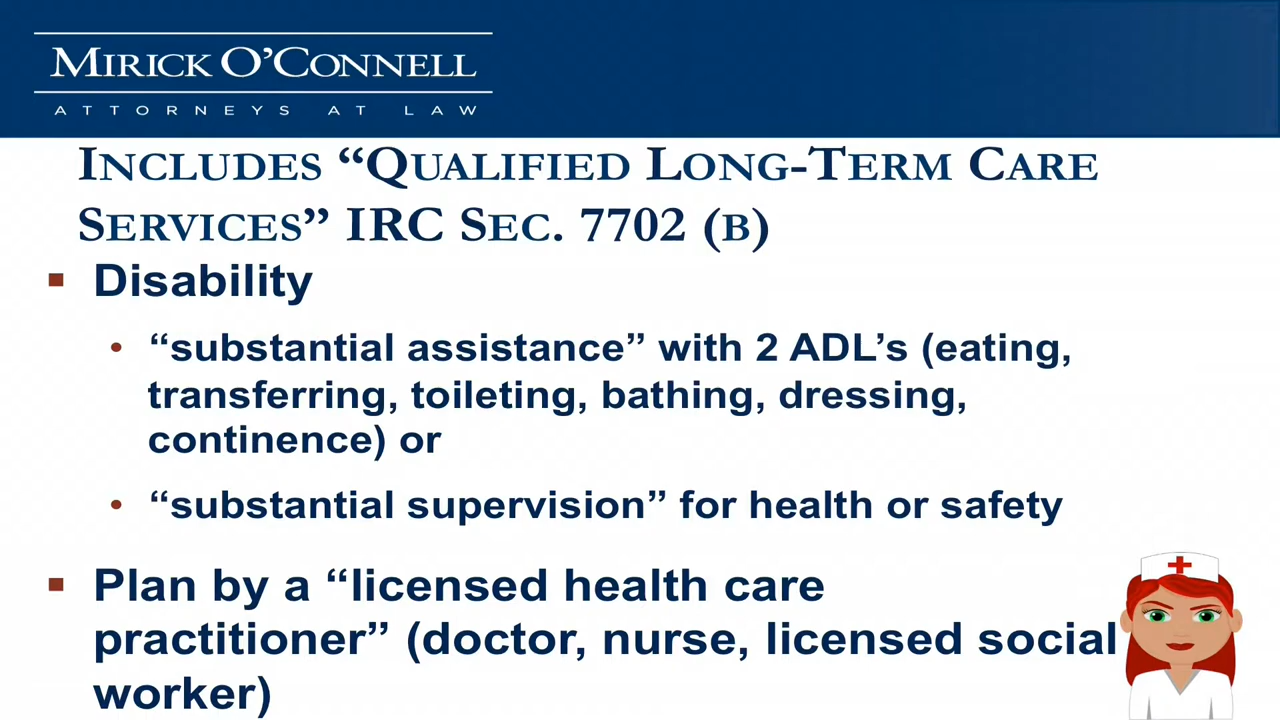 MIRICK O’CONNELL
ATTORNEYS AT LAW
INCLUDES “QUALIFIED LONG-TERM CARE
SERVICES” IRC SEC. 7702 (B)
▪ Disability
• “substantial assistance” with 2 ADL’s (eating,
transferring, toileting, bathing, dressing,
continence) or
• “substantial supervision” for health or safety
▪ Plan by a “licensed health care
practitioner” (doctor, nurse, licensed social
worker)